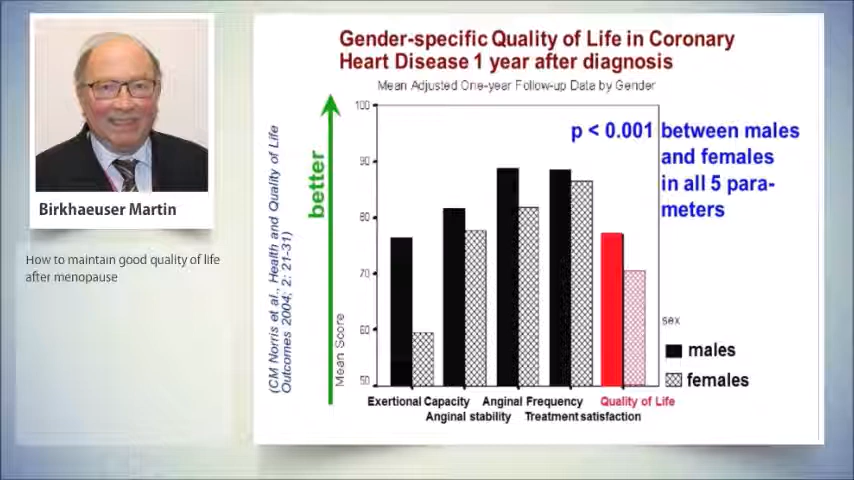 Birkhaeuser Martin
How to maintain good quality of life
after menopause
Gender-specific Quality of Life in Coronary
Heart Disease 1 year after diagnosis
Mean Adjusted One-year Follow-up Data by Gender
(CM Norris et al., Health and Quality of Life
Outcomes 2004; 2: 21-31)
better
Mean Score
100
90
80
70
60
50
p < 0.001 between males
and females
in all 5 para-
meters
sex
males
females
Exertional Capacity
Anginal stability
Anginal Frequency
Treatment satisfaction
Quality of Life